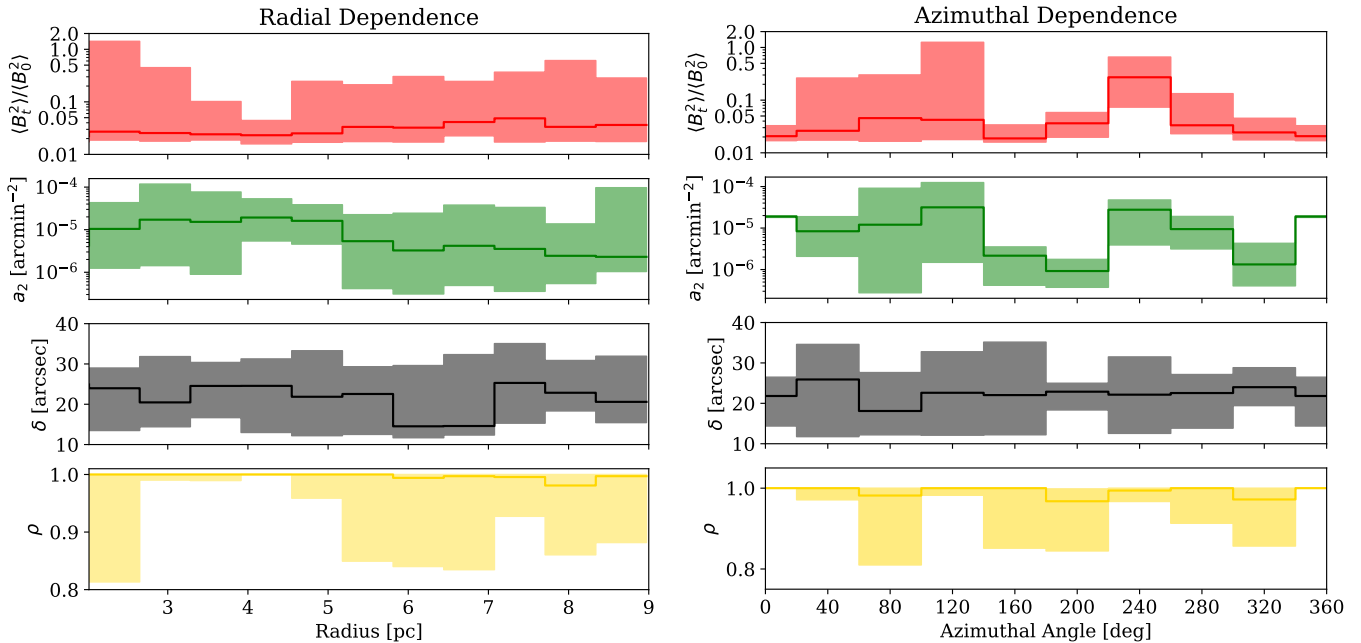 Radial Dependence
⟨B_t^2⟩/⟨B_0^2⟩
2.0
1.0
0.5
0.1
0.05
0.01
a_2 [arcmin^−2]
10^−4
10^−5
10^−6
δ [arcsec]
40
30
20
10
ρ
1.0
0.9
0.8
3 4 5 6 7 8 9
Radius [pc]
Azimuthal Dependence
⟨B_t^2⟩/⟨B_0^2⟩
2.0
1.0
0.5
0.1
0.05
0.01
a_2 [arcmin^−2]
10^−4
10^−5
10^−6
δ [arcsec]
40
30
20
10
ρ
1.0
0.8
0 40 80 120 160 200 240 280 320 360
Azimuthal Angle [deg]